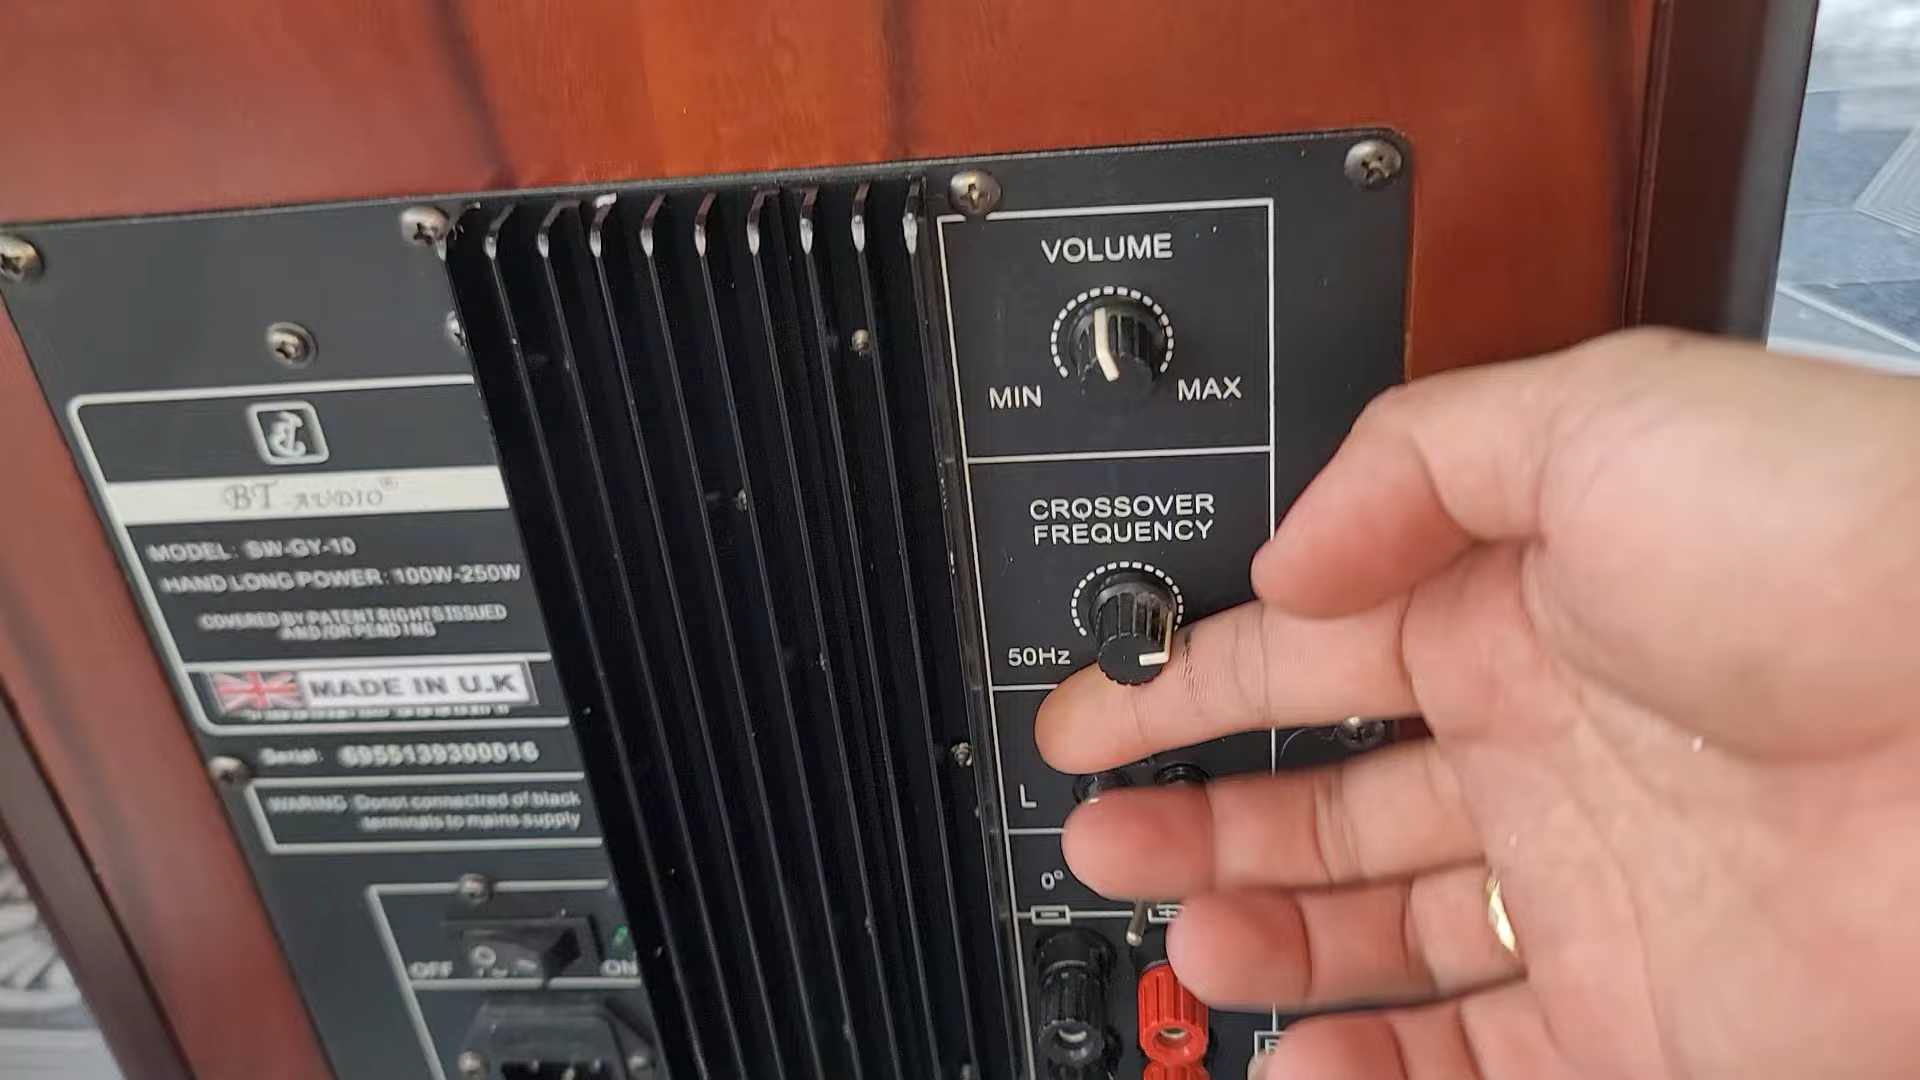 BT-AUDIO®
MODEL: SW-GY-10
HAND LONG POWER: 100W-250W
COVERED BY PATENT RIGHTS ISSUED
AND/OR PENDING
MADE IN U.K
Serial: 6955139300016
WARING Donot connectred of black
terminals to mains supply
OFF
ON
VOLUME
MIN
MAX
CROSSOVER
FREQUENCY
50Hz
L
0°